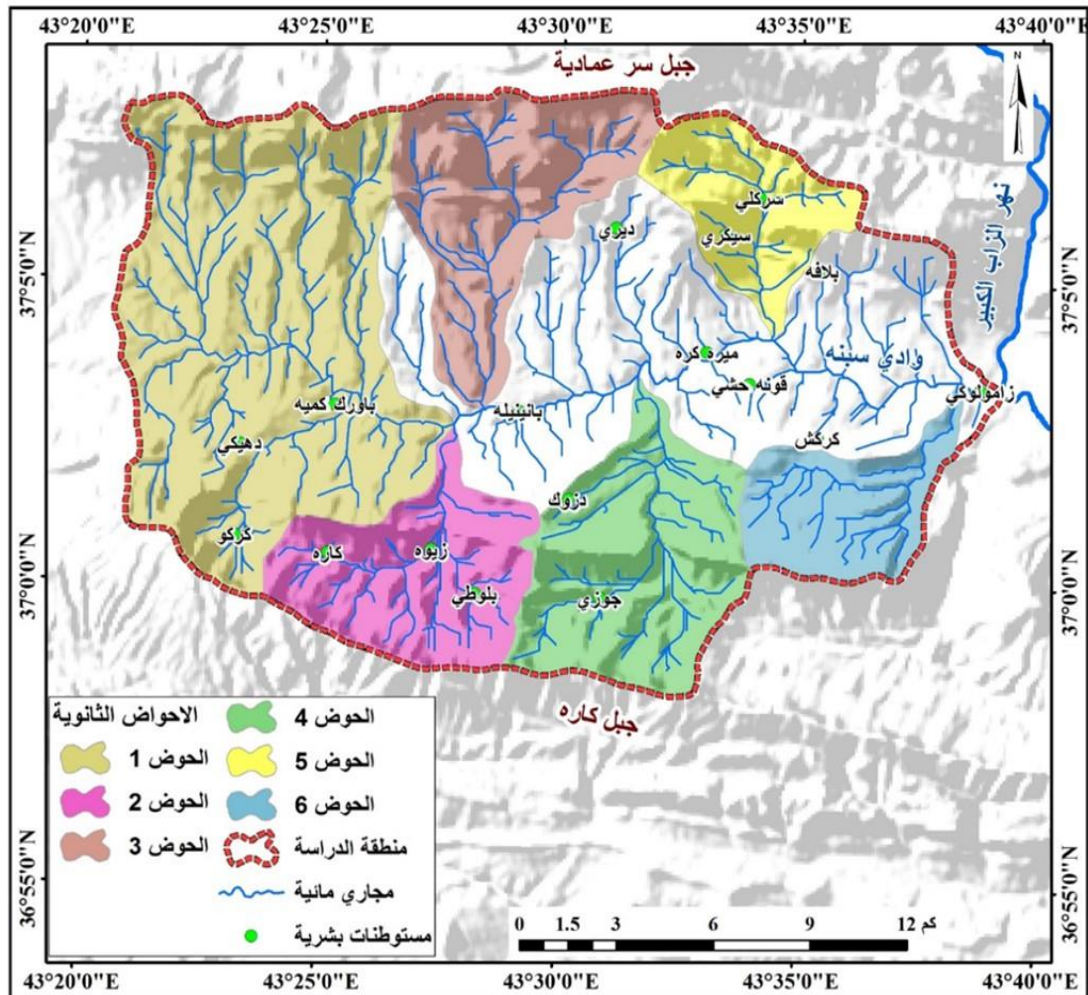 43°20'0"E 43°25'0"E 43°30'0"E 43°35'0"E 43°40'0"E
جبل سر عمادية
N
شركلي
نهر الزاب الكبير
ديري
سيكري
37°5'0"N
بلافه
37°5'0"N
ميره كره
وادي سبنه
قونه حشي
زامولوكي
باورك كميه
بانينيله
كركش
دهيكي
دزوك
كركو
كاره
زيوه
37°0'0"N
بلوطي
جوزي
37°0'0"N
جبل كاره
الاحواض الثانوية
الحوض 1
الحوض 2
الحوض 3
الحوض 4
الحوض 5
الحوض 6
منطقة الدراسة
مجاري مائية
مستوطنات بشرية
36°55'0"N
36°55'0"N
0 1.5 3 6 9 12 كم
43°20'0"E 43°25'0"E 43°30'0"E 43°35'0"E 43°40'0"E